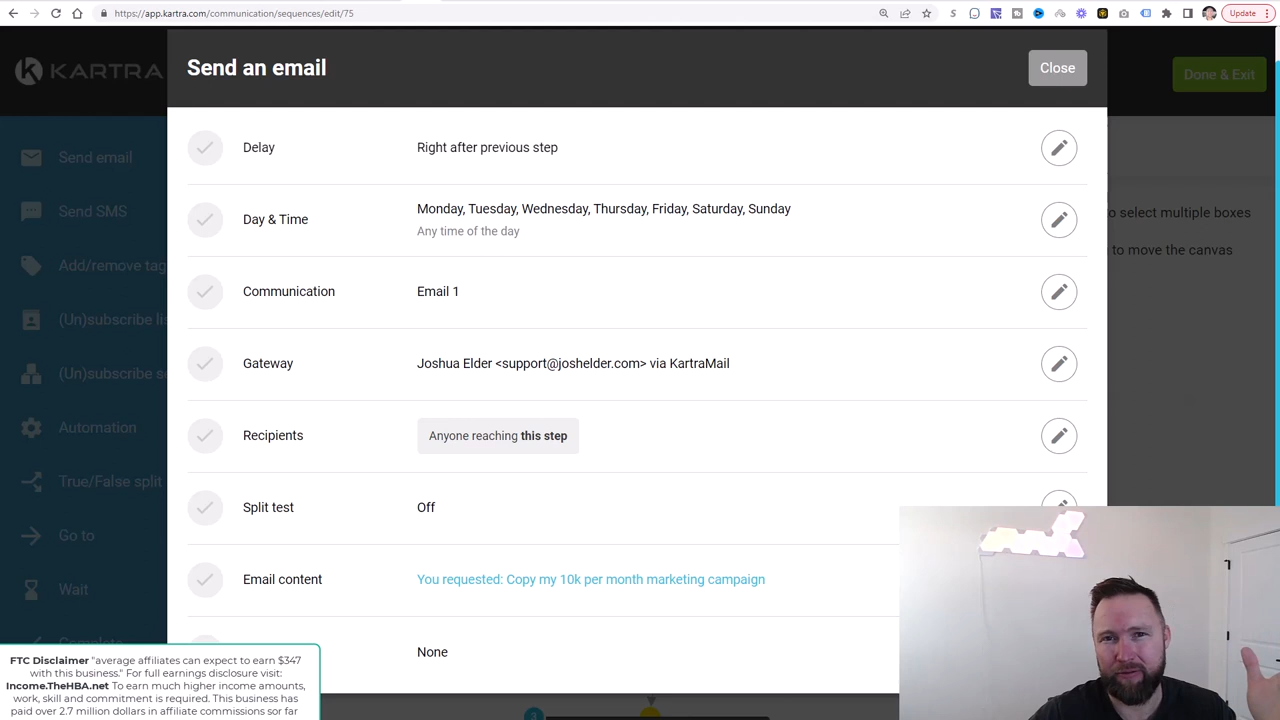 https://app.kartra.com/communication/sequences/edit/75
Update
KARTRA
Send an email
Close
Done & Exit
Send email
Send SMS
Add/remove tag
(Un)subscribe lis
(Un)subscribe se
Automation
True/False split
Go to
Wait
Complete
Delay
Right after previous step
Day & Time
Monday, Tuesday, Wednesday, Thursday, Friday, Saturday, Sunday
Any time of the day
Communication
Email 1
Gateway
Joshua Elder <support@joshelder.com> via KartraMail
Recipients
Anyone reaching this step
Split test
Off
Email content
You requested: Copy my 10k per month marketing campaign
None
to select multiple boxes
to move the canvas
FTC Disclaimer "average affiliates can expect to earn $347
with this business." For full earnings disclosure visit:
Income.TheHBA.net To earn much higher income amounts,
work, skill and commitment is required. This business has
paid over 2.7 million dollars in affiliate commissions sor far
3